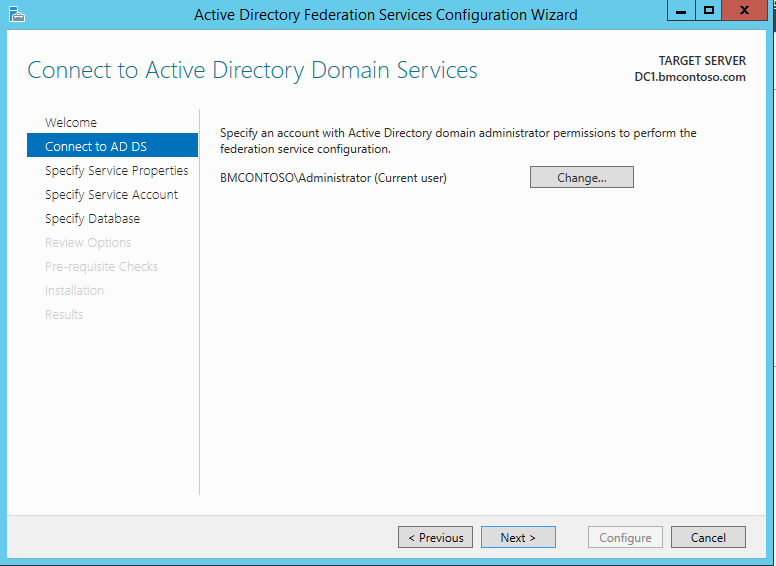 Active Directory Federation Services Configuration Wizard
Connect to Active Directory Domain Services
TARGET SERVER
DC1.bmcontoso.com
Welcome
Connect to AD DS
Specify Service Properties
Specify Service Account
Specify Database
Review Options
Pre-requisite Checks
Installation
Results
Specify an account with Active Directory domain administrator permissions to perform the
federation service configuration.
BMCONTOSO\Administrator (Current user)
Change...
< Previous
Next >
Configure
Cancel